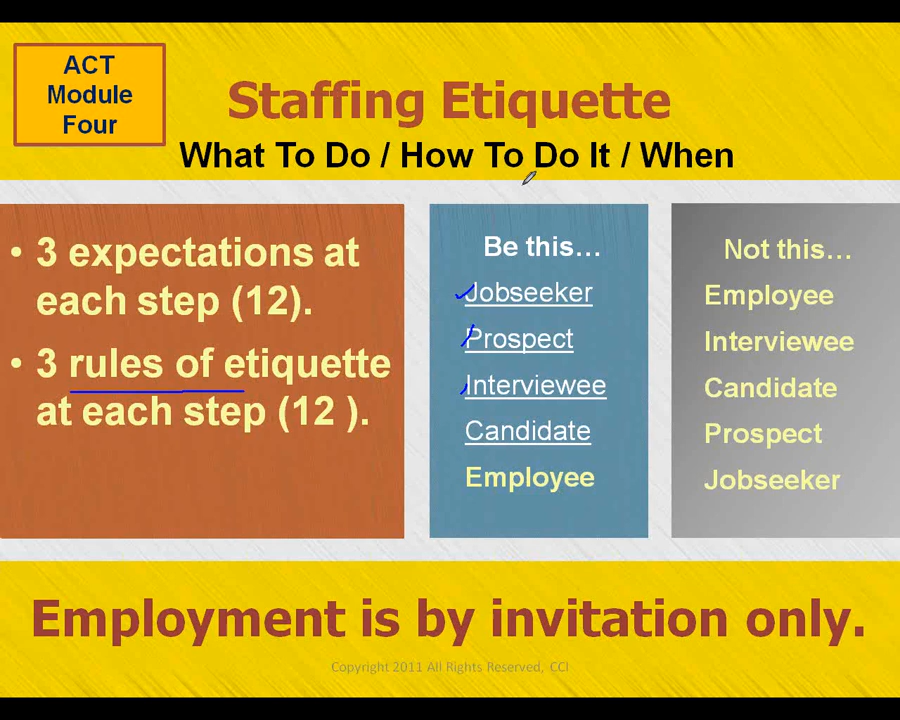 ACT
Module
Four
Staffing Etiquette
What To Do / How To Do It / When
• 3 expectations at
each step (12).
• 3 rules of etiquette
at each step (12 ).
Be this…
Jobseeker
Prospect
Interviewee
Candidate
Employee
Not this…
Employee
Interviewee
Candidate
Prospect
Jobseeker
Employment is by invitation only.
Copyright 2011 All Rights Reserved, CCI